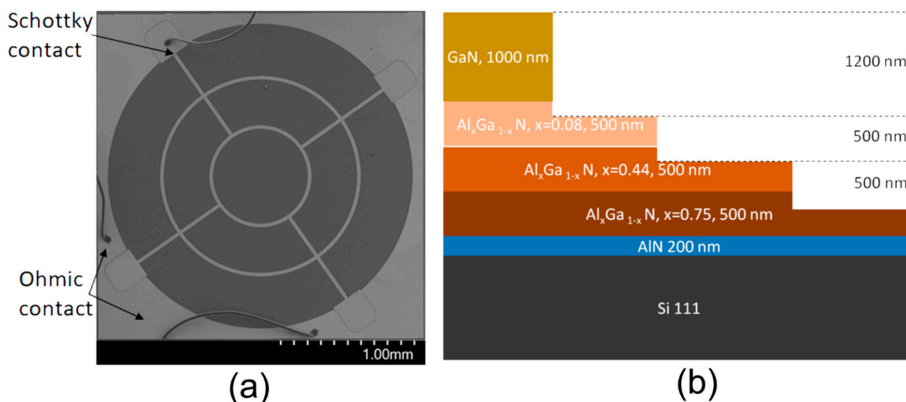 Schottky
contact
Ohmic
contact
1.00mm
(a)
GaN, 1000 nm
1200 nm
AlxGa1-xN, x=0.08, 500 nm
500 nm
AlxGa1-xN, x=0.44, 500 nm
500 nm
AlxGa1-xN, x=0.75, 500 nm
AlN 200 nm
Si 111
(b)